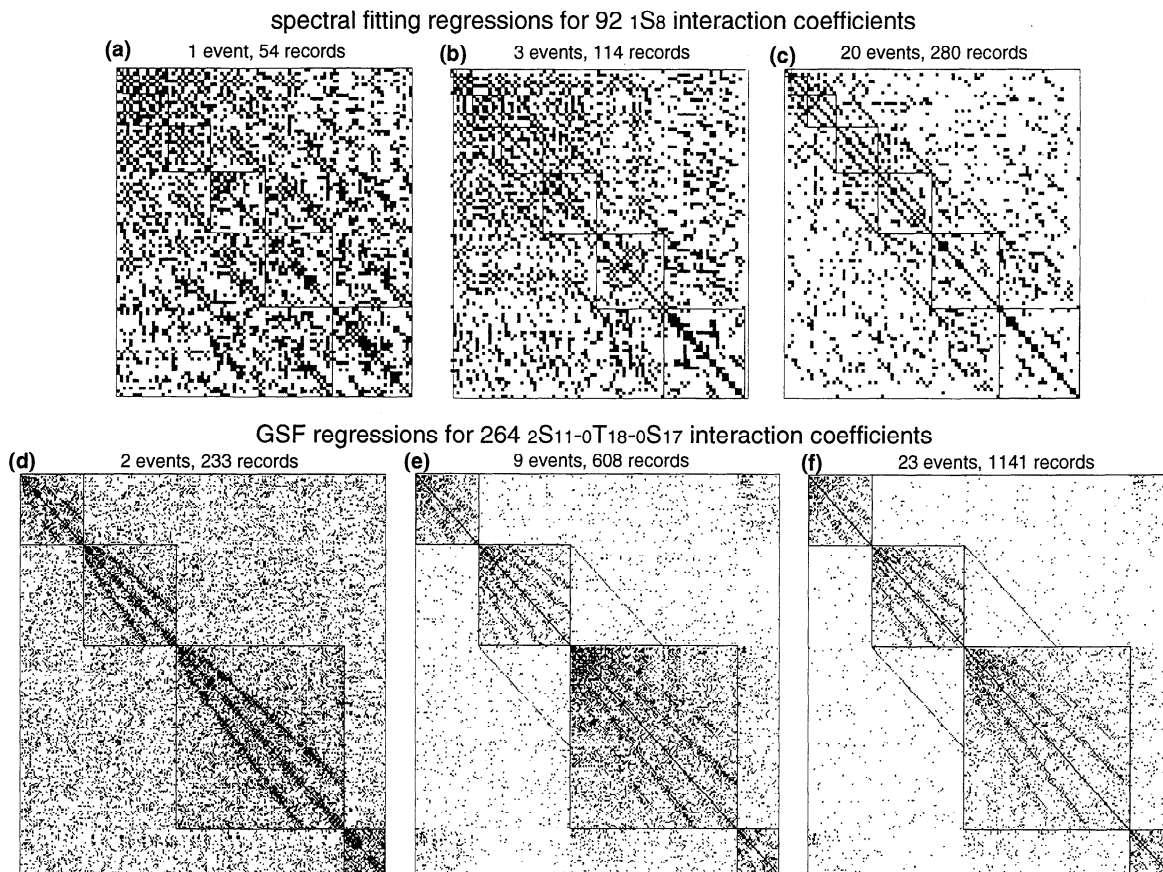 spectral fitting regressions for 92 1S8 interaction coefficients
(a) 1 event, 54 records
(b) 3 events, 114 records
(c) 20 events, 280 records
GSF regressions for 264 2S11-0T18-0S17 interaction coefficients
(d) 2 events, 233 records
(e) 9 events, 608 records
(f) 23 events, 1141 records